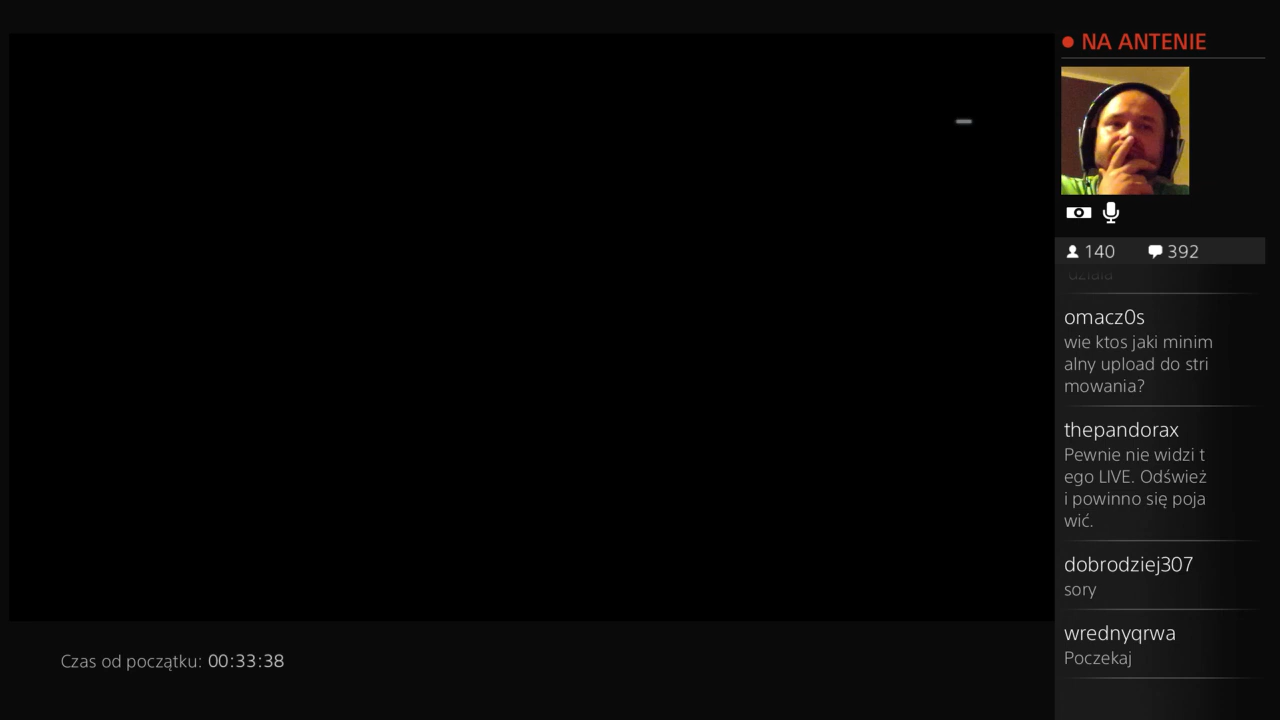 NA ANTENIE
140 392
działa
omacz0s
wie ktos jaki minim
alny upload do stri
mowania?
thepandorax
Pewnie nie widzi t
ego LIVE. Odśwież
i powinno się poja
wić.
dobrodziej307
sory
wrednyqrwa
Poczekaj
Czas od początku: 00:33:38